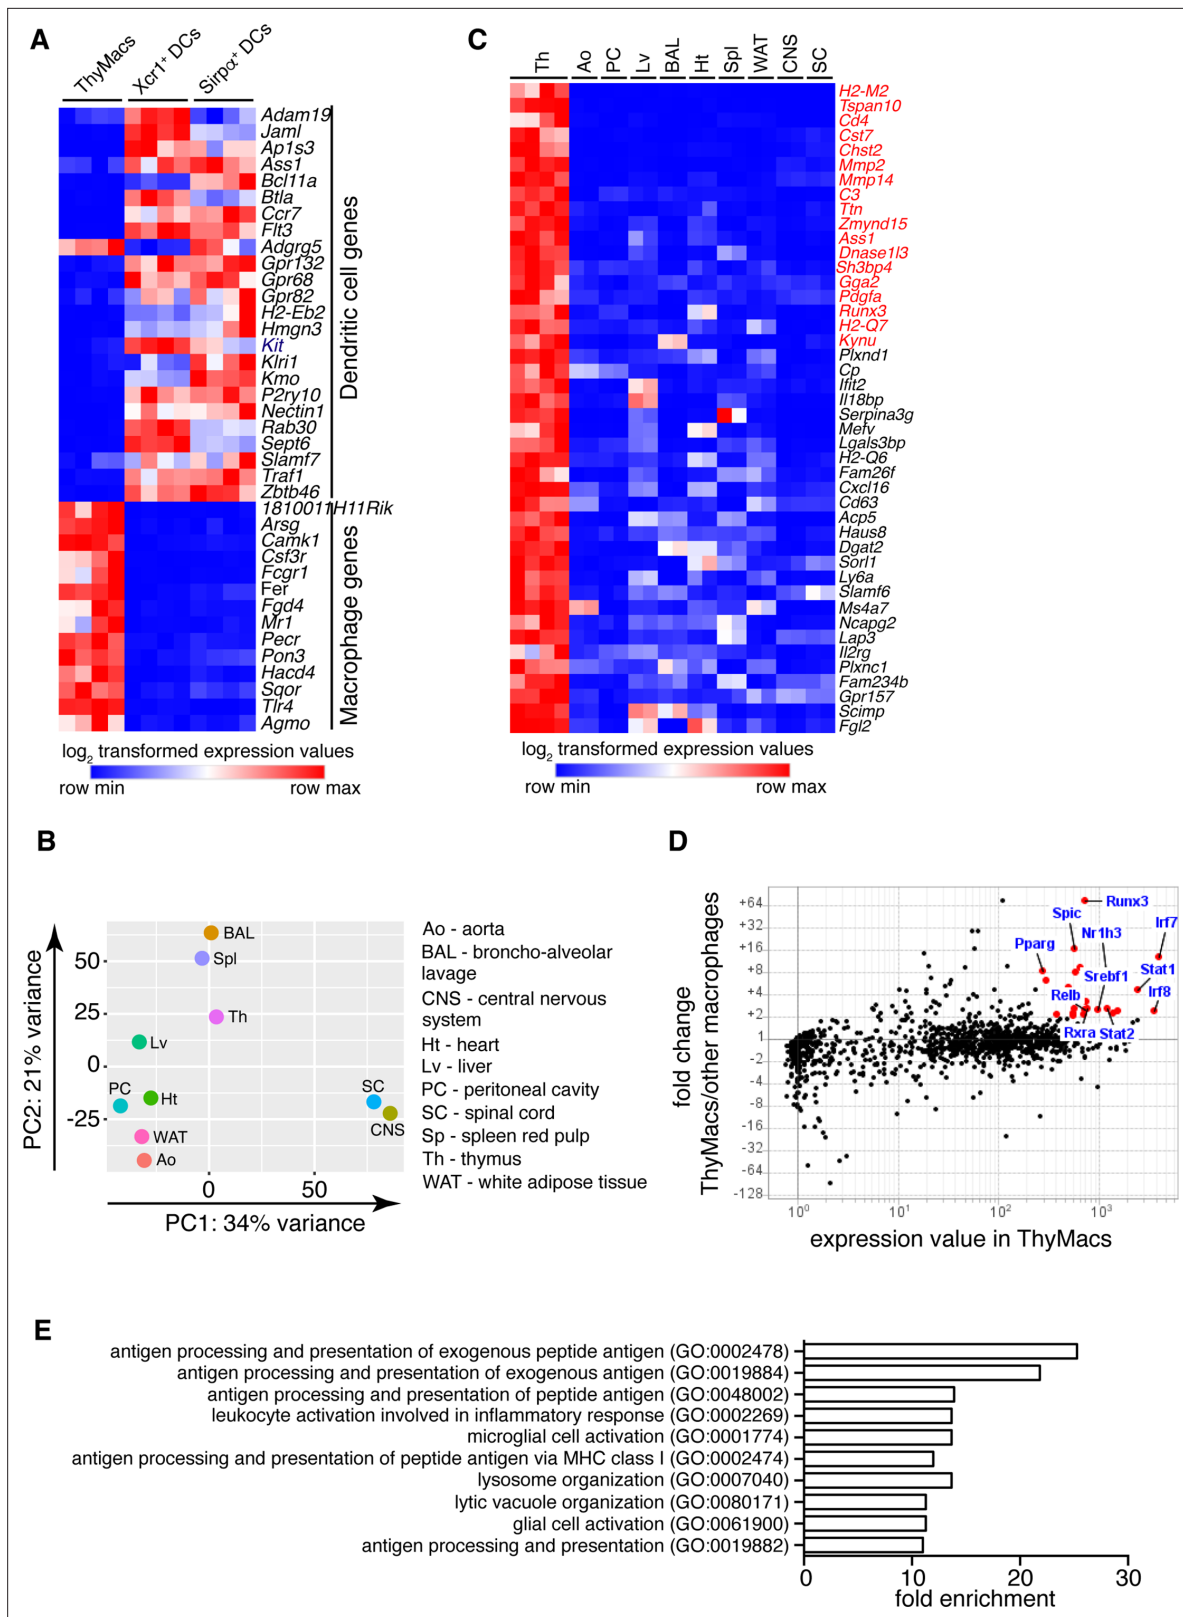 A
ThyMacs
Xcr1+ DCs
Sirpα+ DCs
Adam19
Jaml
Ap1s3
Ass1
Bcl11a
Btla
Ccr7
Flt3
Adgrg5
Gpr132
Gpr68
Gpr82
H2-Eb2
Hmgn3
Kit
Klri1
Kmo
P2ry10
Nectin1
Rab30
Sept6
Slamf7
Traf1
Zbtb46
Dendritic cell genes
1810011H11Rik
Arsg
Camk1
Csf3r
Fcgr1
Fer
Fgd4
Mr1
Pecr
Pon3
Hacd4
Sqor
Tlr4
Agmo
Macrophage genes
log2 transformed expression values
row min
row max
C
Th
Ao
PC
Lv
BAL
Ht
Spl
WAT
CNS
SC
H2-M2
Tspan10
Cd4
Cst7
Chst2
Mmp2
Mmp14
C3
Ttn
Zmynd15
Ass1
Dnase1l3
Sh3bp4
Gga2
Pdgfa
Runx3
H2-Q7
Kynu
Plxnd1
Cp
Ifit2
Il18bp
Serpina3g
Mefv
Lgals3bp
H2-Q6
Fam26f
Cxcl16
Cd63
Acp5
Haus8
Dgat2
Sorl1
Ly6a
Slamf6
Ms4a7
Ncapg2
Lap3
Il2rg
Plxnc1
Fam234b
Gpr157
Scimp
Fgl2
log2 transformed expression values
row min
row max
B
PC2: 21% variance
50
25
0
-25
BAL
Spl
Th
Lv
PC
Ht
WAT
Ao
SC
CNS
0
50
PC1: 34% variance
Ao - aorta
BAL - broncho-alveolar
lavage
CNS - central nervous
system
Ht - heart
Lv - liver
PC - peritoneal cavity
SC - spinal cord
Sp - spleen red pulp
Th - thymus
WAT - white adipose tissue
D
fold change
ThyMacs/other macrophages
+64
+32
+16
+8
+4
+2
1
-2
-4
-8
-16
-32
-64
-128
Runx3
Spic
Irf7
Nr1h3
Pparg
Stat1
Srebf1
Relb
Irf8
Rxra
Stat2
10^0
10^1
10^2
10^3
expression value in ThyMacs
E
antigen processing and presentation of exogenous peptide antigen (GO:0002478)
antigen processing and presentation of exogenous antigen (GO:0019884)
antigen processing and presentation of peptide antigen (GO:0048002)
leukocyte activation involved in inflammatory response (GO:0002269)
microglial cell activation (GO:0001774)
antigen processing and presentation of peptide antigen via MHC class I (GO:0002474)
lysosome organization (GO:0007040)
lytic vacuole organization (GO:0080171)
glial cell activation (GO:0061900)
antigen processing and presentation (GO:0019882)
0
10
20
30
fold enrichment